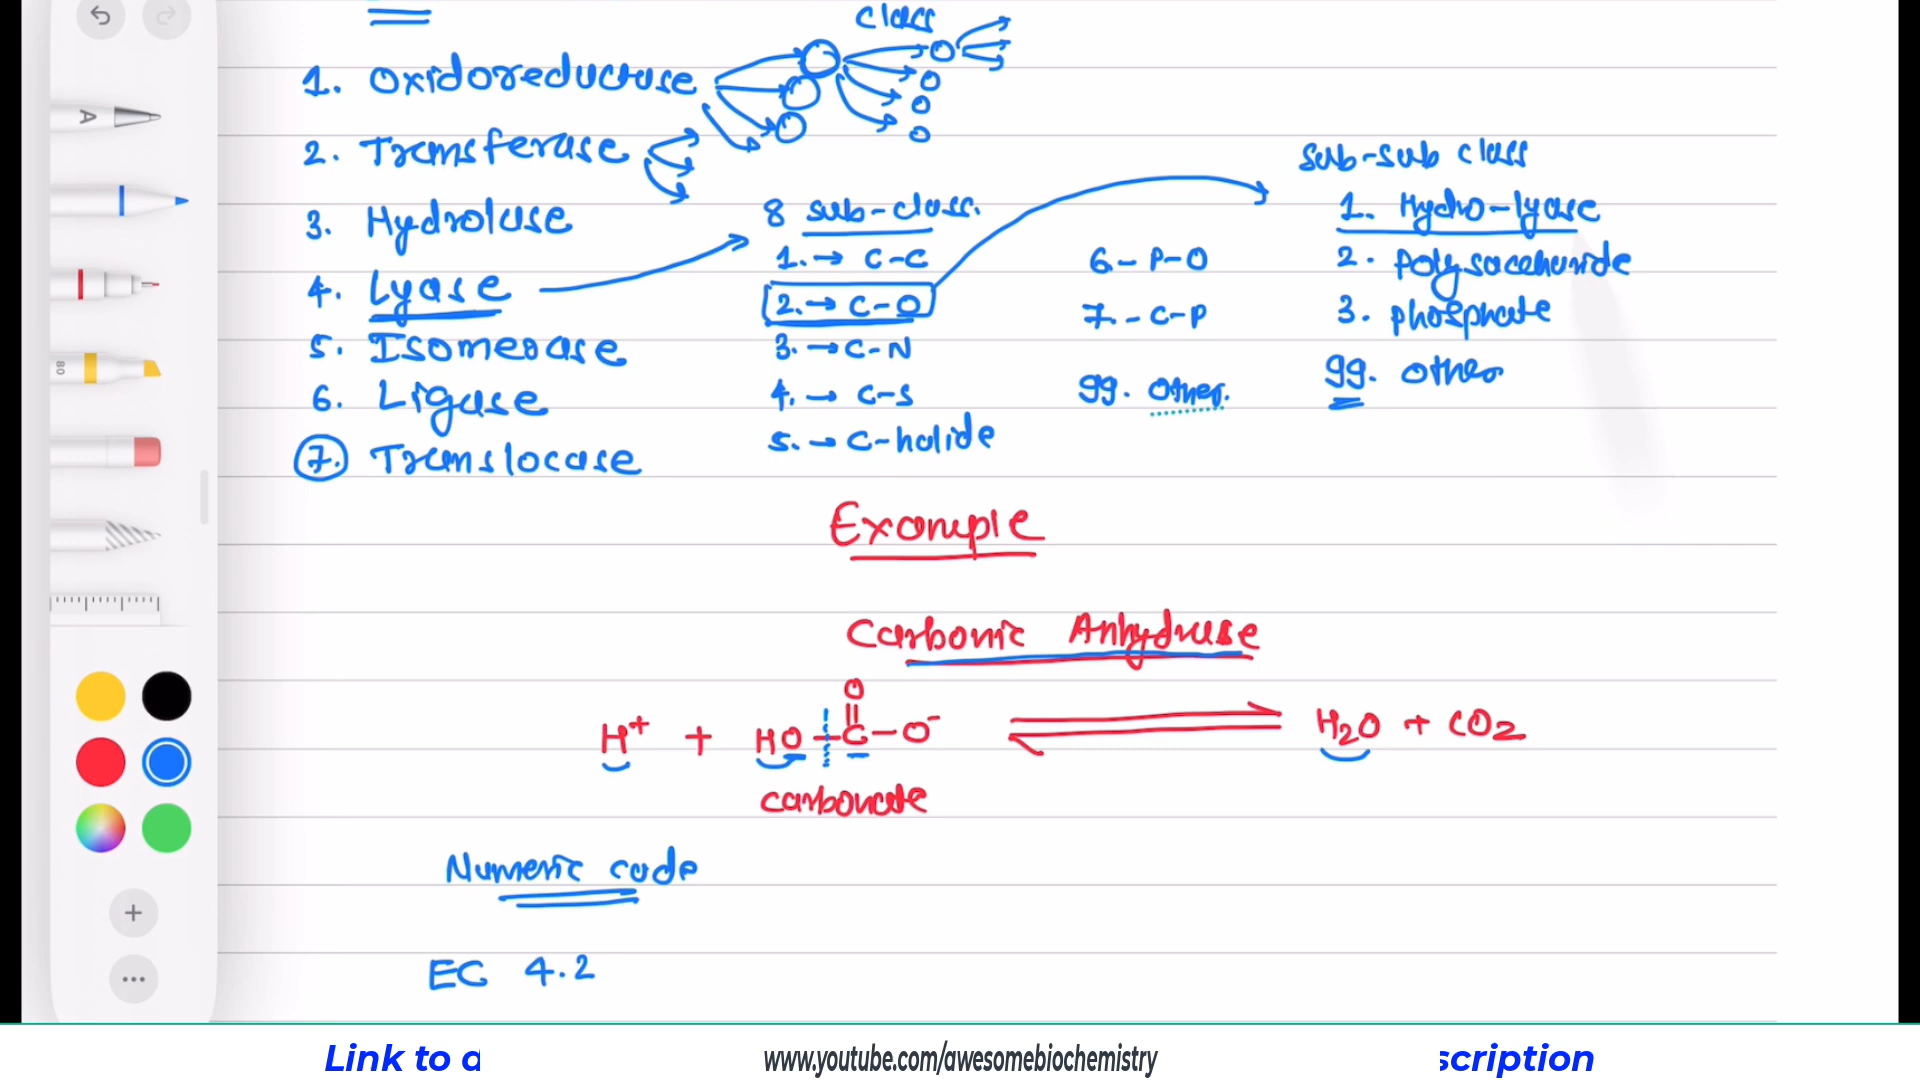 class
1. Oxidoreductase
2. Transferase
3. Hydrolase
4. Lyase
5. Isomerase
6. Ligase
7. Translocase
8 sub-class.
1. → C-C
2. → C-O
3. → C-N
4. → C-S
5. → C-halide
6 - P-O
7. - C-P
99. Other.
sub-sub class
1. Hydro-lyase
2. polysaccharide
3. phosphate
99. other
Example
Carbonic Anhydrase
O
H+ + HO-C-O- ⇌ H2O + CO2
carbonate
Numeric code
EC 4.2
A
80
Link to
www.youtube.com/awesomebiochemistry
scription